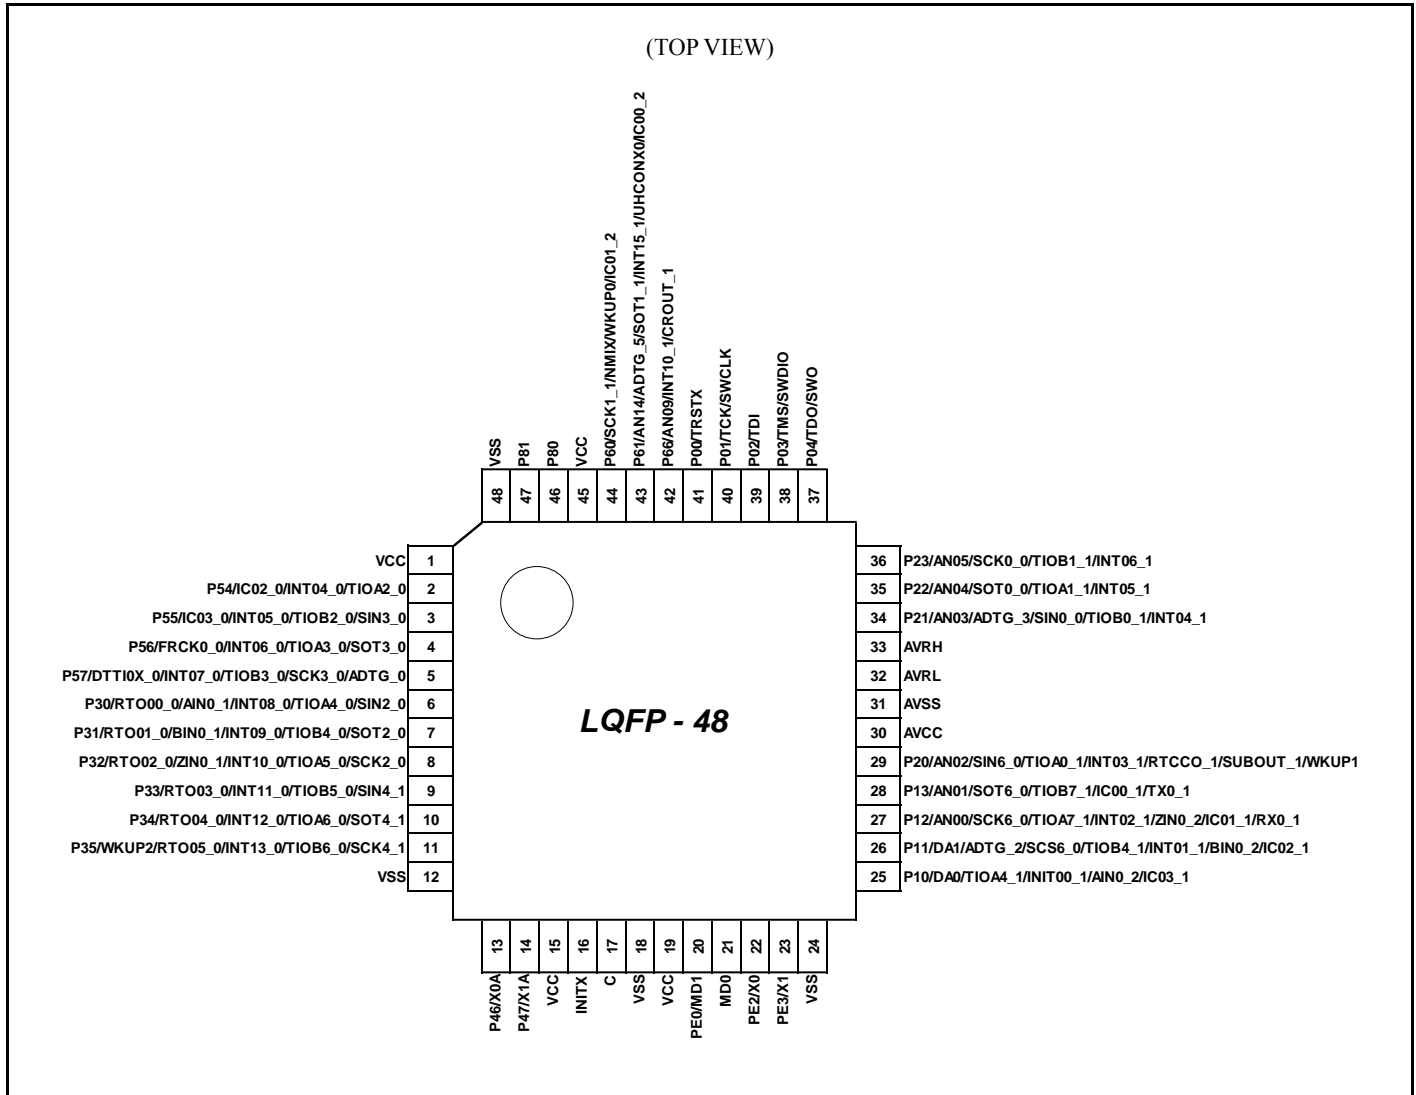 (TOP VIEW)
VSS
P81
P80
VCC
P60/SCK1_1/NMIX/WKUP0/IC01_2
P61/AN14/ADTG_5/SOT1_1/INT15_1/UHCONX0/IC00_2
P66/AN09/INT10_1/CROUT_1
P00/TRSTX
P01/TCK/SWCLK
P02/TDI
P03/TMS/SWDIO
P04/TDO/SWO
48
47
46
45
44
43
42
41
40
39
38
37
VCC 1
P54/IC02_0/INT04_0/TIOA2_0 2
P55/IC03_0/INT05_0/TIOB2_0/SIN3_0 3
P56/FRCK0_0/INT06_0/TIOA3_0/SOT3_0 4
P57/DTTI0X_0/INT07_0/TIOB3_0/SCK3_0/ADTG_0 5
P30/RTO00_0/AIN0_1/INT08_0/TIOA4_0/SIN2_0 6
P31/RTO01_0/BIN0_1/INT09_0/TIOB4_0/SOT2_0 7
P32/RTO02_0/ZIN0_1/INT10_0/TIOA5_0/SCK2_0 8
P33/RTO03_0/INT11_0/TIOB5_0/SIN4_1 9
P34/RTO04_0/INT12_0/TIOA6_0/SOT4_1 10
P35/WKUP2/RTO05_0/INT13_0/TIOB6_0/SCK4_1 11
VSS 12
LQFP - 48
36 P23/AN05/SCK0_0/TIOB1_1/INT06_1
35 P22/AN04/SOT0_0/TIOA1_1/INT05_1
34 P21/AN03/ADTG_3/SIN0_0/TIOB0_1/INT04_1
33 AVRH
32 AVRL
31 AVSS
30 AVCC
29 P20/AN02/SIN6_0/TIOA0_1/INT03_1/RTCCO_1/SUBOUT_1/WKUP1
28 P13/AN01/SOT6_0/TIOB7_1/IC00_1/TX0_1
27 P12/AN00/SCK6_0/TIOA7_1/INT02_1/ZIN0_2/IC01_1/RX0_1
26 P11/DA1/ADTG_2/SCS6_0/TIOB4_1/INT01_1/BIN0_2/IC02_1
25 P10/DA0/TIOA4_1/INIT00_1/AIN0_2/IC03_1
13
14
15
16
17
18
19
20
21
22
23
24
P46/X0A
P47/X1A
VCC
INITX
C
VSS
VCC
PE0/MD1
MD0
PE2/X0
PE3/X1
VSS